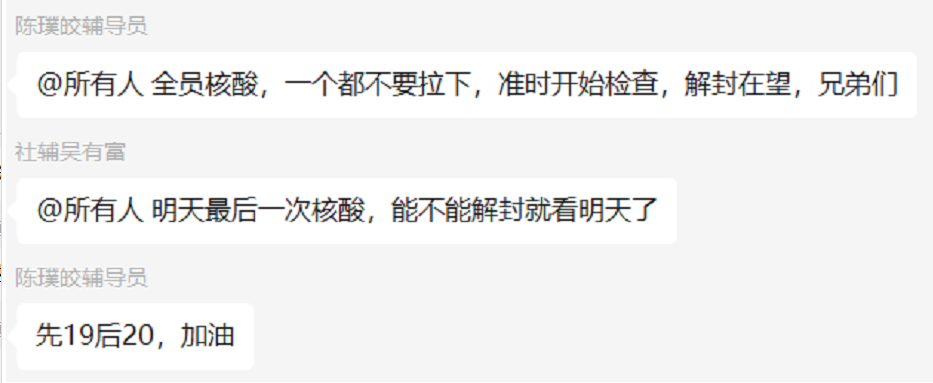 陈璞皎辅导员
@所有人 全员核酸，一个都不要拉下，准时开始检查，解封在望，兄弟们
社辅吴有富
@所有人 明天最后一次核酸，能不能解封就看明天了
陈璞皎辅导员
先19后20，加油